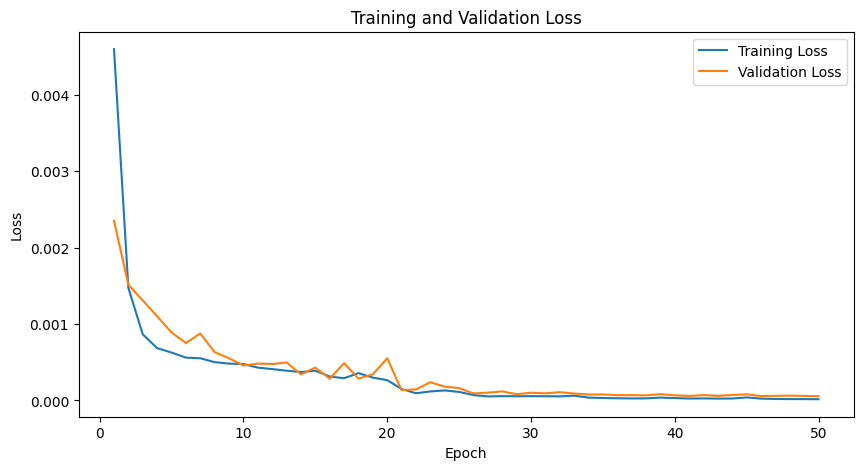 Training and Validation Loss
Training Loss
Validation Loss
Loss
0.004
0.003
0.002
0.001
0.000
0
10
20
30
40
50
Epoch